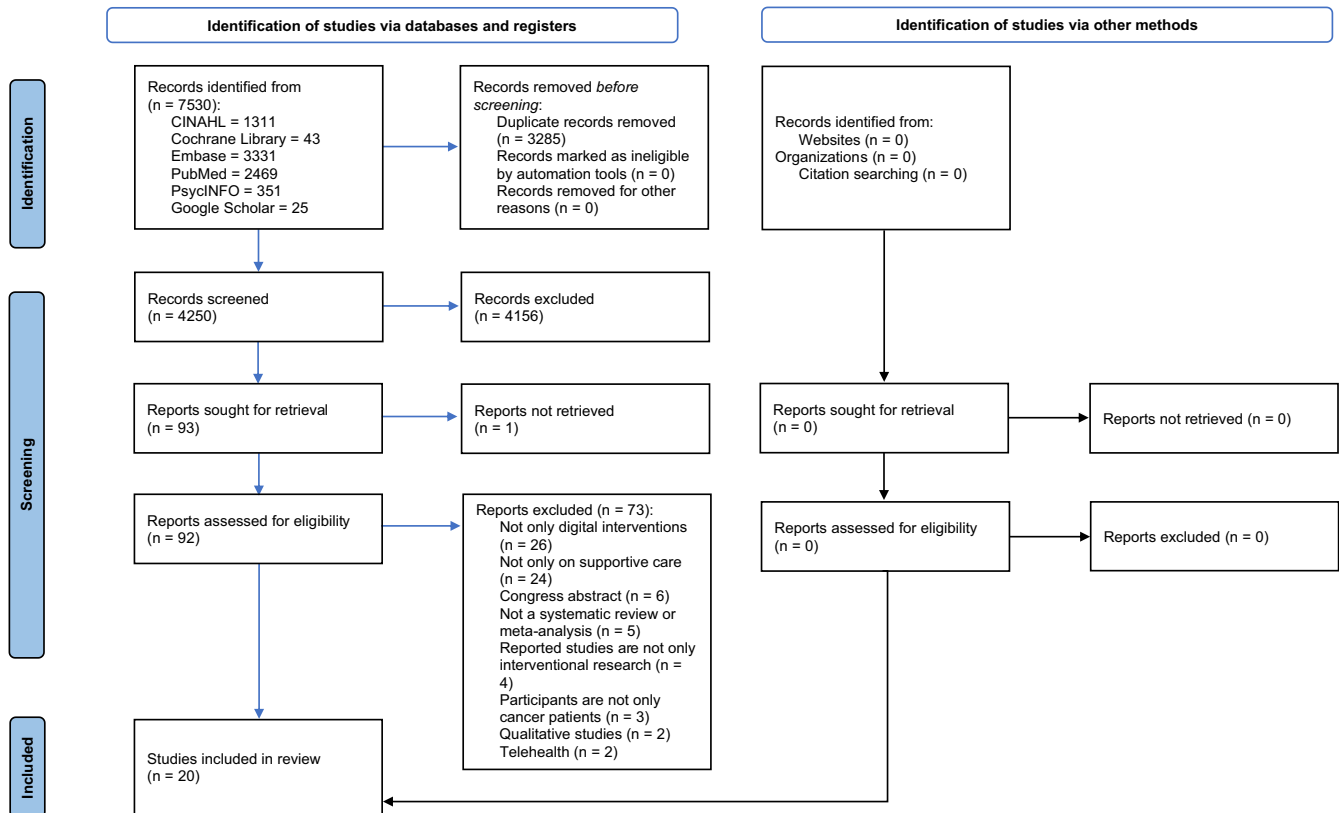 Identification of studies via databases and registers
Identification of studies via other methods
Identification
Records identified from
(n = 7530):
CINAHL = 1311
Cochrane Library = 43
Embase = 3331
PubMed = 2469
PsycINFO = 351
Google Scholar = 25
Records removed before
screening:
Duplicate records removed
(n = 3285)
Records marked as ineligible
by automation tools (n = 0)
Records removed for other
reasons (n = 0)
Records identified from:
Websites (n = 0)
Organizations (n = 0)
Citation searching (n = 0)
Screening
Records screened
(n = 4250)
Records excluded
(n = 4156)
Reports sought for retrieval
(n = 93)
Reports not retrieved
(n = 1)
Reports sought for retrieval
(n = 0)
Reports not retrieved (n = 0)
Reports assessed for eligibility
(n = 92)
Reports excluded (n = 73):
Not only digital interventions
(n = 26)
Not only on supportive care
(n = 24)
Congress abstract (n = 6)
Not a systematic review or
meta-analysis (n = 5)
Reported studies are not only
interventional research (n =
4)
Participants are not only
cancer patients (n = 3)
Qualitative studies (n = 2)
Telehealth (n = 2)
Reports assessed for eligibility
(n = 0)
Reports excluded (n = 0)
Included
Studies included in review
(n = 20)